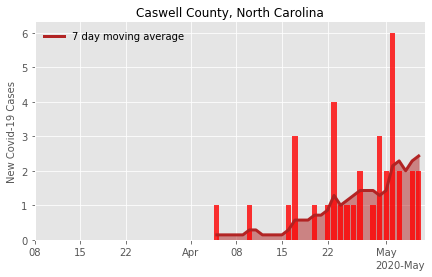 Caswell County, North Carolina
7 day moving average
New Covid-19 Cases
6
5
4
3
2
1
0
08 15 22 Apr 08 15 22 May
2020-May